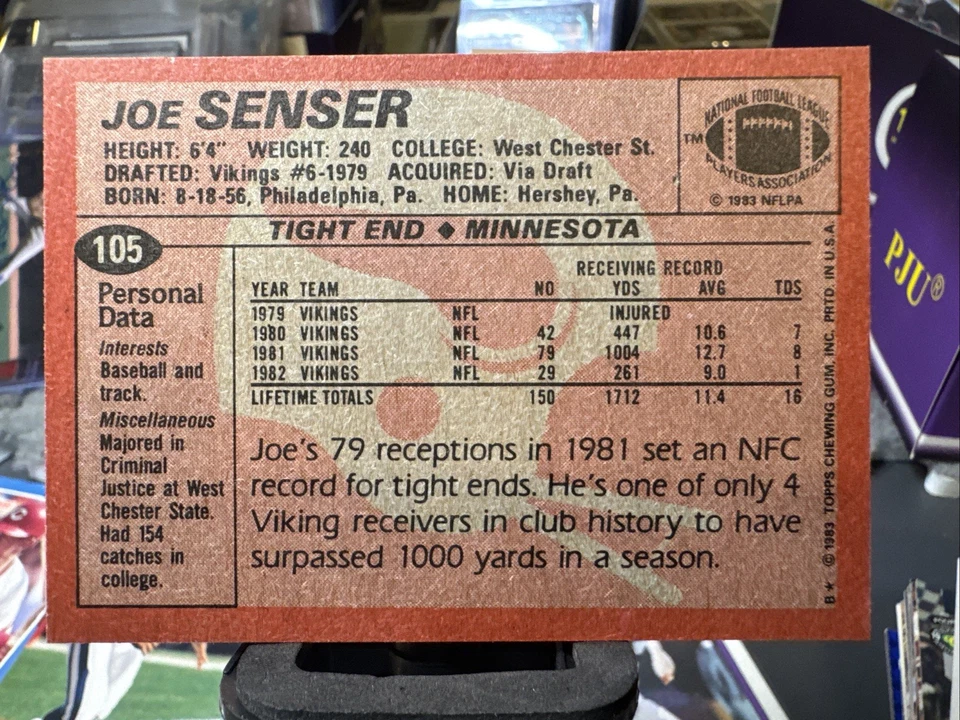 JOE SENSER
HEIGHT: 6'4" WEIGHT: 240 COLLEGE: West Chester St.
DRAFTED: Vikings #6-1979 ACQUIRED: Via Draft
BORN: 8-18-56, Philadelphia, Pa. HOME: Hershey, Pa.
NATIONAL FOOTBALL LEAGUE
TM
PLAYERS ASSOCIATION
© 1983 NFLPA
TIGHT END ♦ MINNESOTA
105
Personal
Data
Interests
Baseball and
track.
Miscellaneous
Majored in
Criminal
Justice at West
Chester State.
Had 154
catches in
college.
RECEIVING RECORD
YEAR TEAM NO YDS AVG TDS
1979 VIKINGS NFL INJURED
1980 VIKINGS NFL 42 447 10.6 7
1981 VIKINGS NFL 79 1004 12.7 8
1982 VIKINGS NFL 29 261 9.0 1
LIFETIME TOTALS 150 1712 11.4 16
Joe's 79 receptions in 1981 set an NFC
record for tight ends. He's one of only 4
Viking receivers in club history to have
surpassed 1000 yards in a season.
B* © 1983 TOPPS CHEWING GUM, INC. PRTD. IN U.S.A.
PJU®